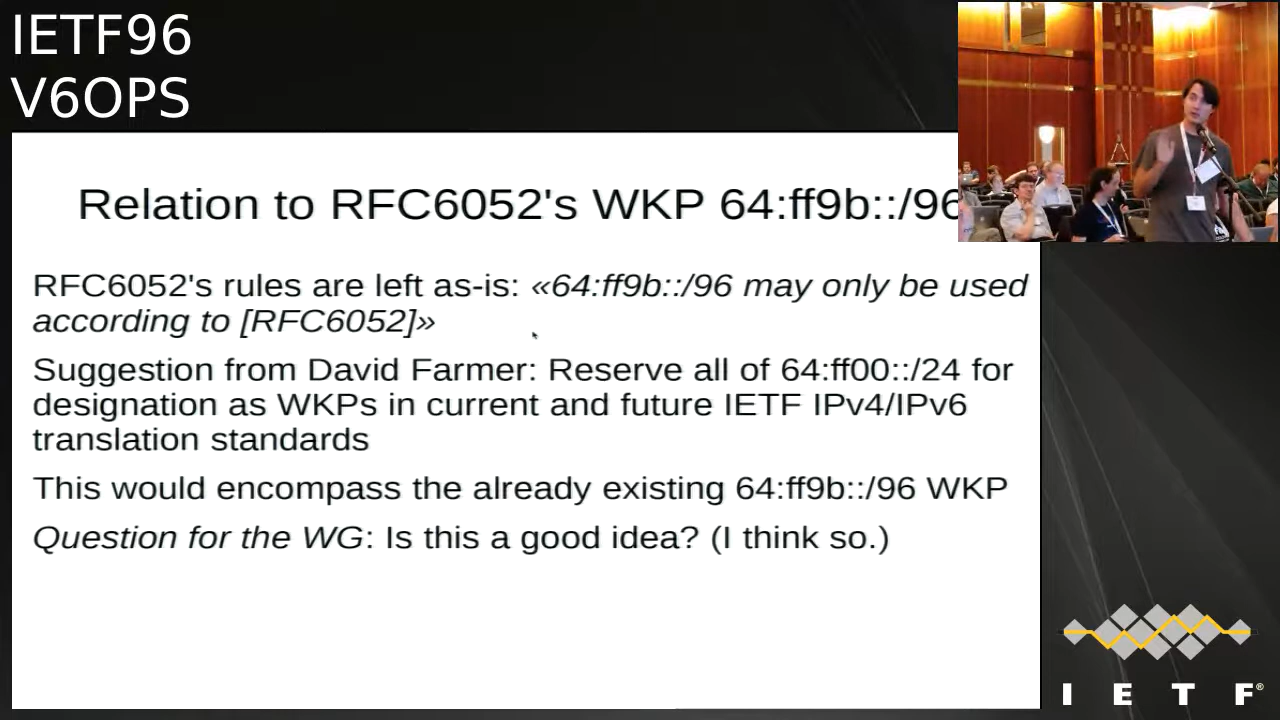 IETF96
V6OPS
Relation to RFC6052's WKP 64:ff9b::/96
RFC6052's rules are left as-is: «64:ff9b::/96 may only be used
according to [RFC6052]»
Suggestion from David Farmer: Reserve all of 64:ff00::/24 for
designation as WKPs in current and future IETF IPv4/IPv6
translation standards
This would encompass the already existing 64:ff9b::/96 WKP
Question for the WG: Is this a good idea? (I think so.)
I E T F®